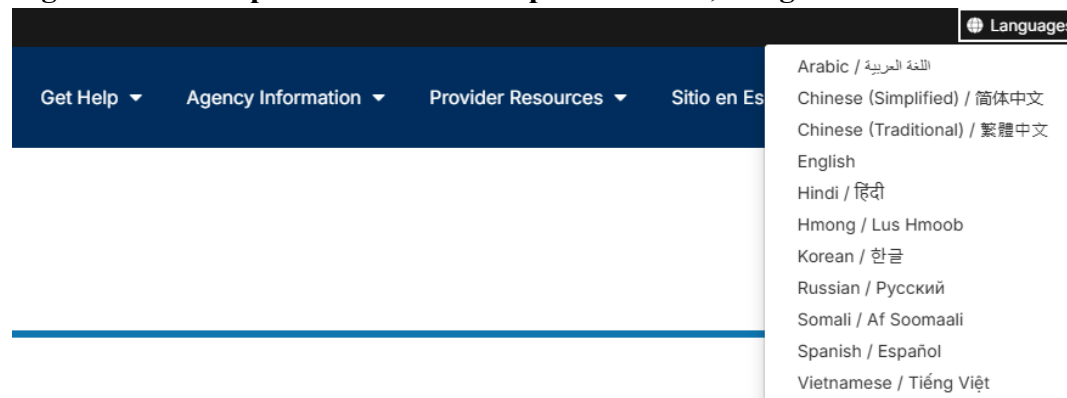 Languages
Get Help
Agency Information
Provider Resources
Sitio en Es
Arabic / اللغة العربية
Chinese (Simplified) / 简体中文
Chinese (Traditional) / 繁體中文
English
Hindi / हिंदी
Hmong / Lus Hmoob
Korean / 한글
Russian / Русский
Somali / Af Soomaali
Spanish / Español
Vietnamese / Tiếng Việt